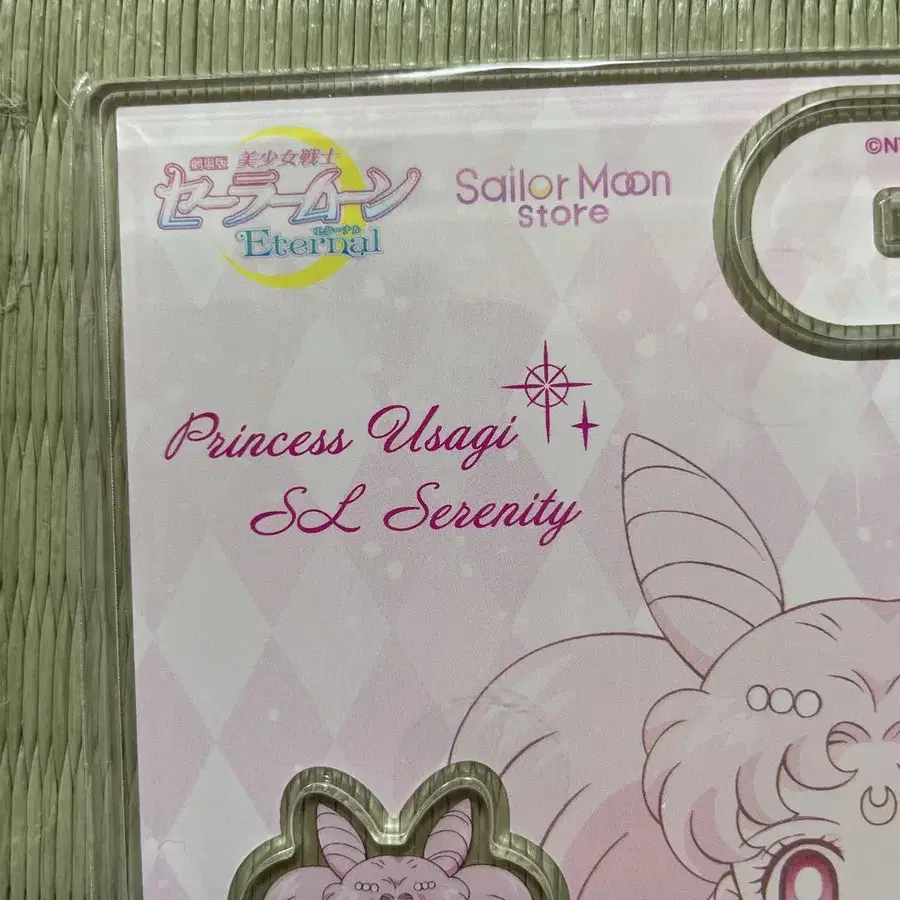 劇場版 美少女戦士
セーラームーン
エターナル
Eternal
Sailor Moon
store
Princess Usagi
SL Serenity